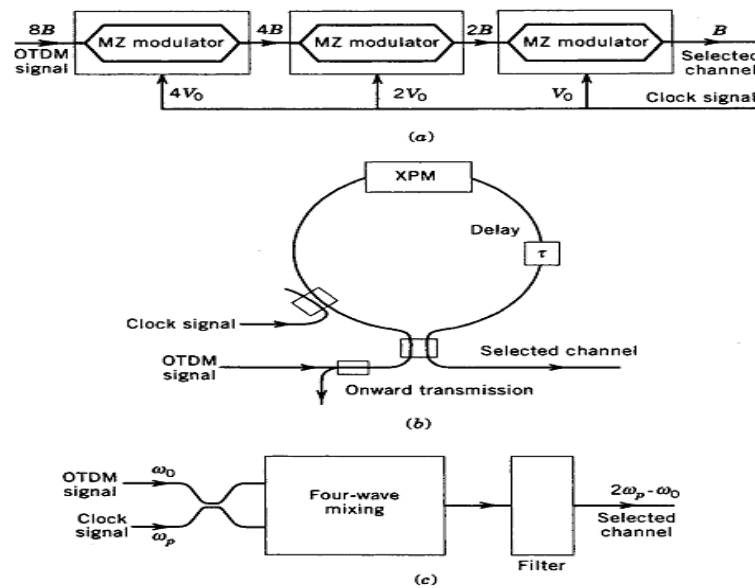 8B 4B 2B B
MZ modulator MZ modulator MZ modulator
OTDM signal
Selected channel
4V₀ 2V₀ V₀ Clock signal
(a)
XPM
Delay
τ
Clock signal
OTDM signal
Selected channel
Onward transmission
(b)
OTDM signal
ω₀
Four-wave mixing
2ωₚ-ω₀
Selected channel
Clock signal
ωₚ
Filter
(c)